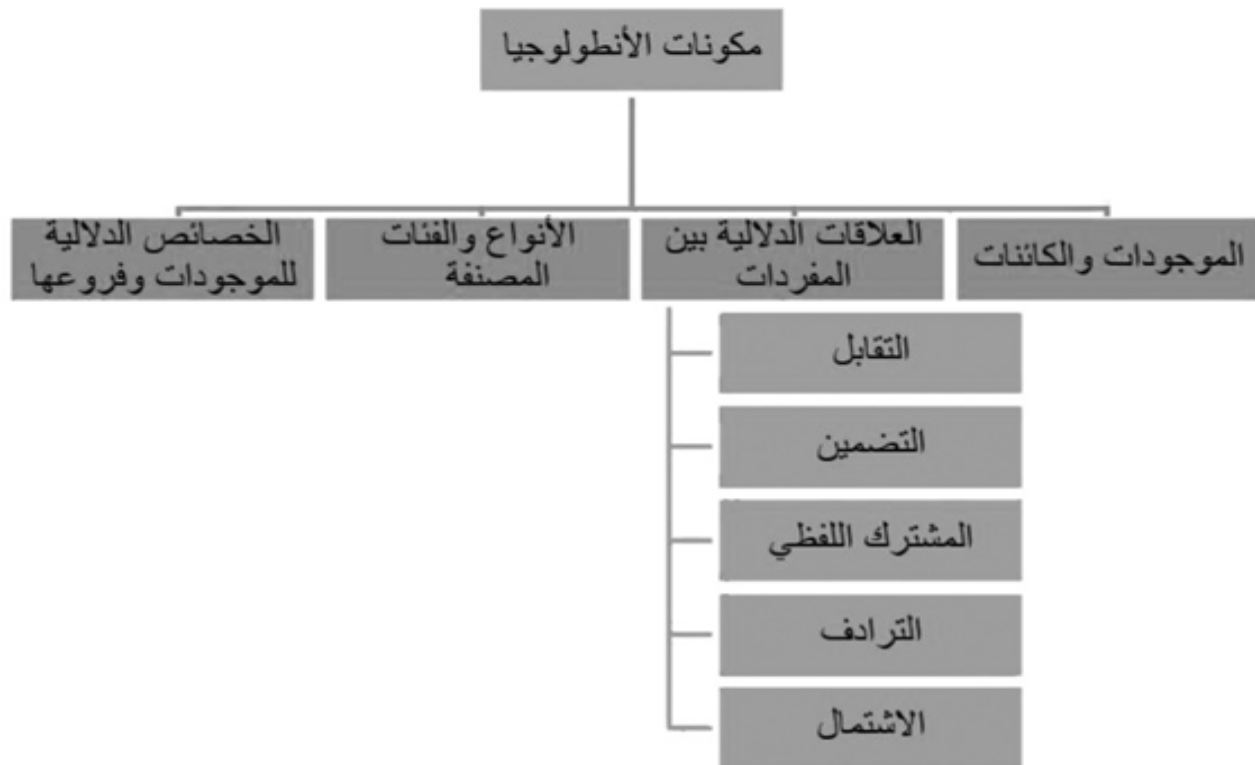 مكونات الأنطولوجيا
الموجودات والكائنات
العلاقات الدلالية بين
المفردات
الأنواع والفئات
المصنفة
الخصائص الدلالية
للموجودات وفروعها
التقابل
التضمين
المشترك اللفظي
الترادف
الاشتمال